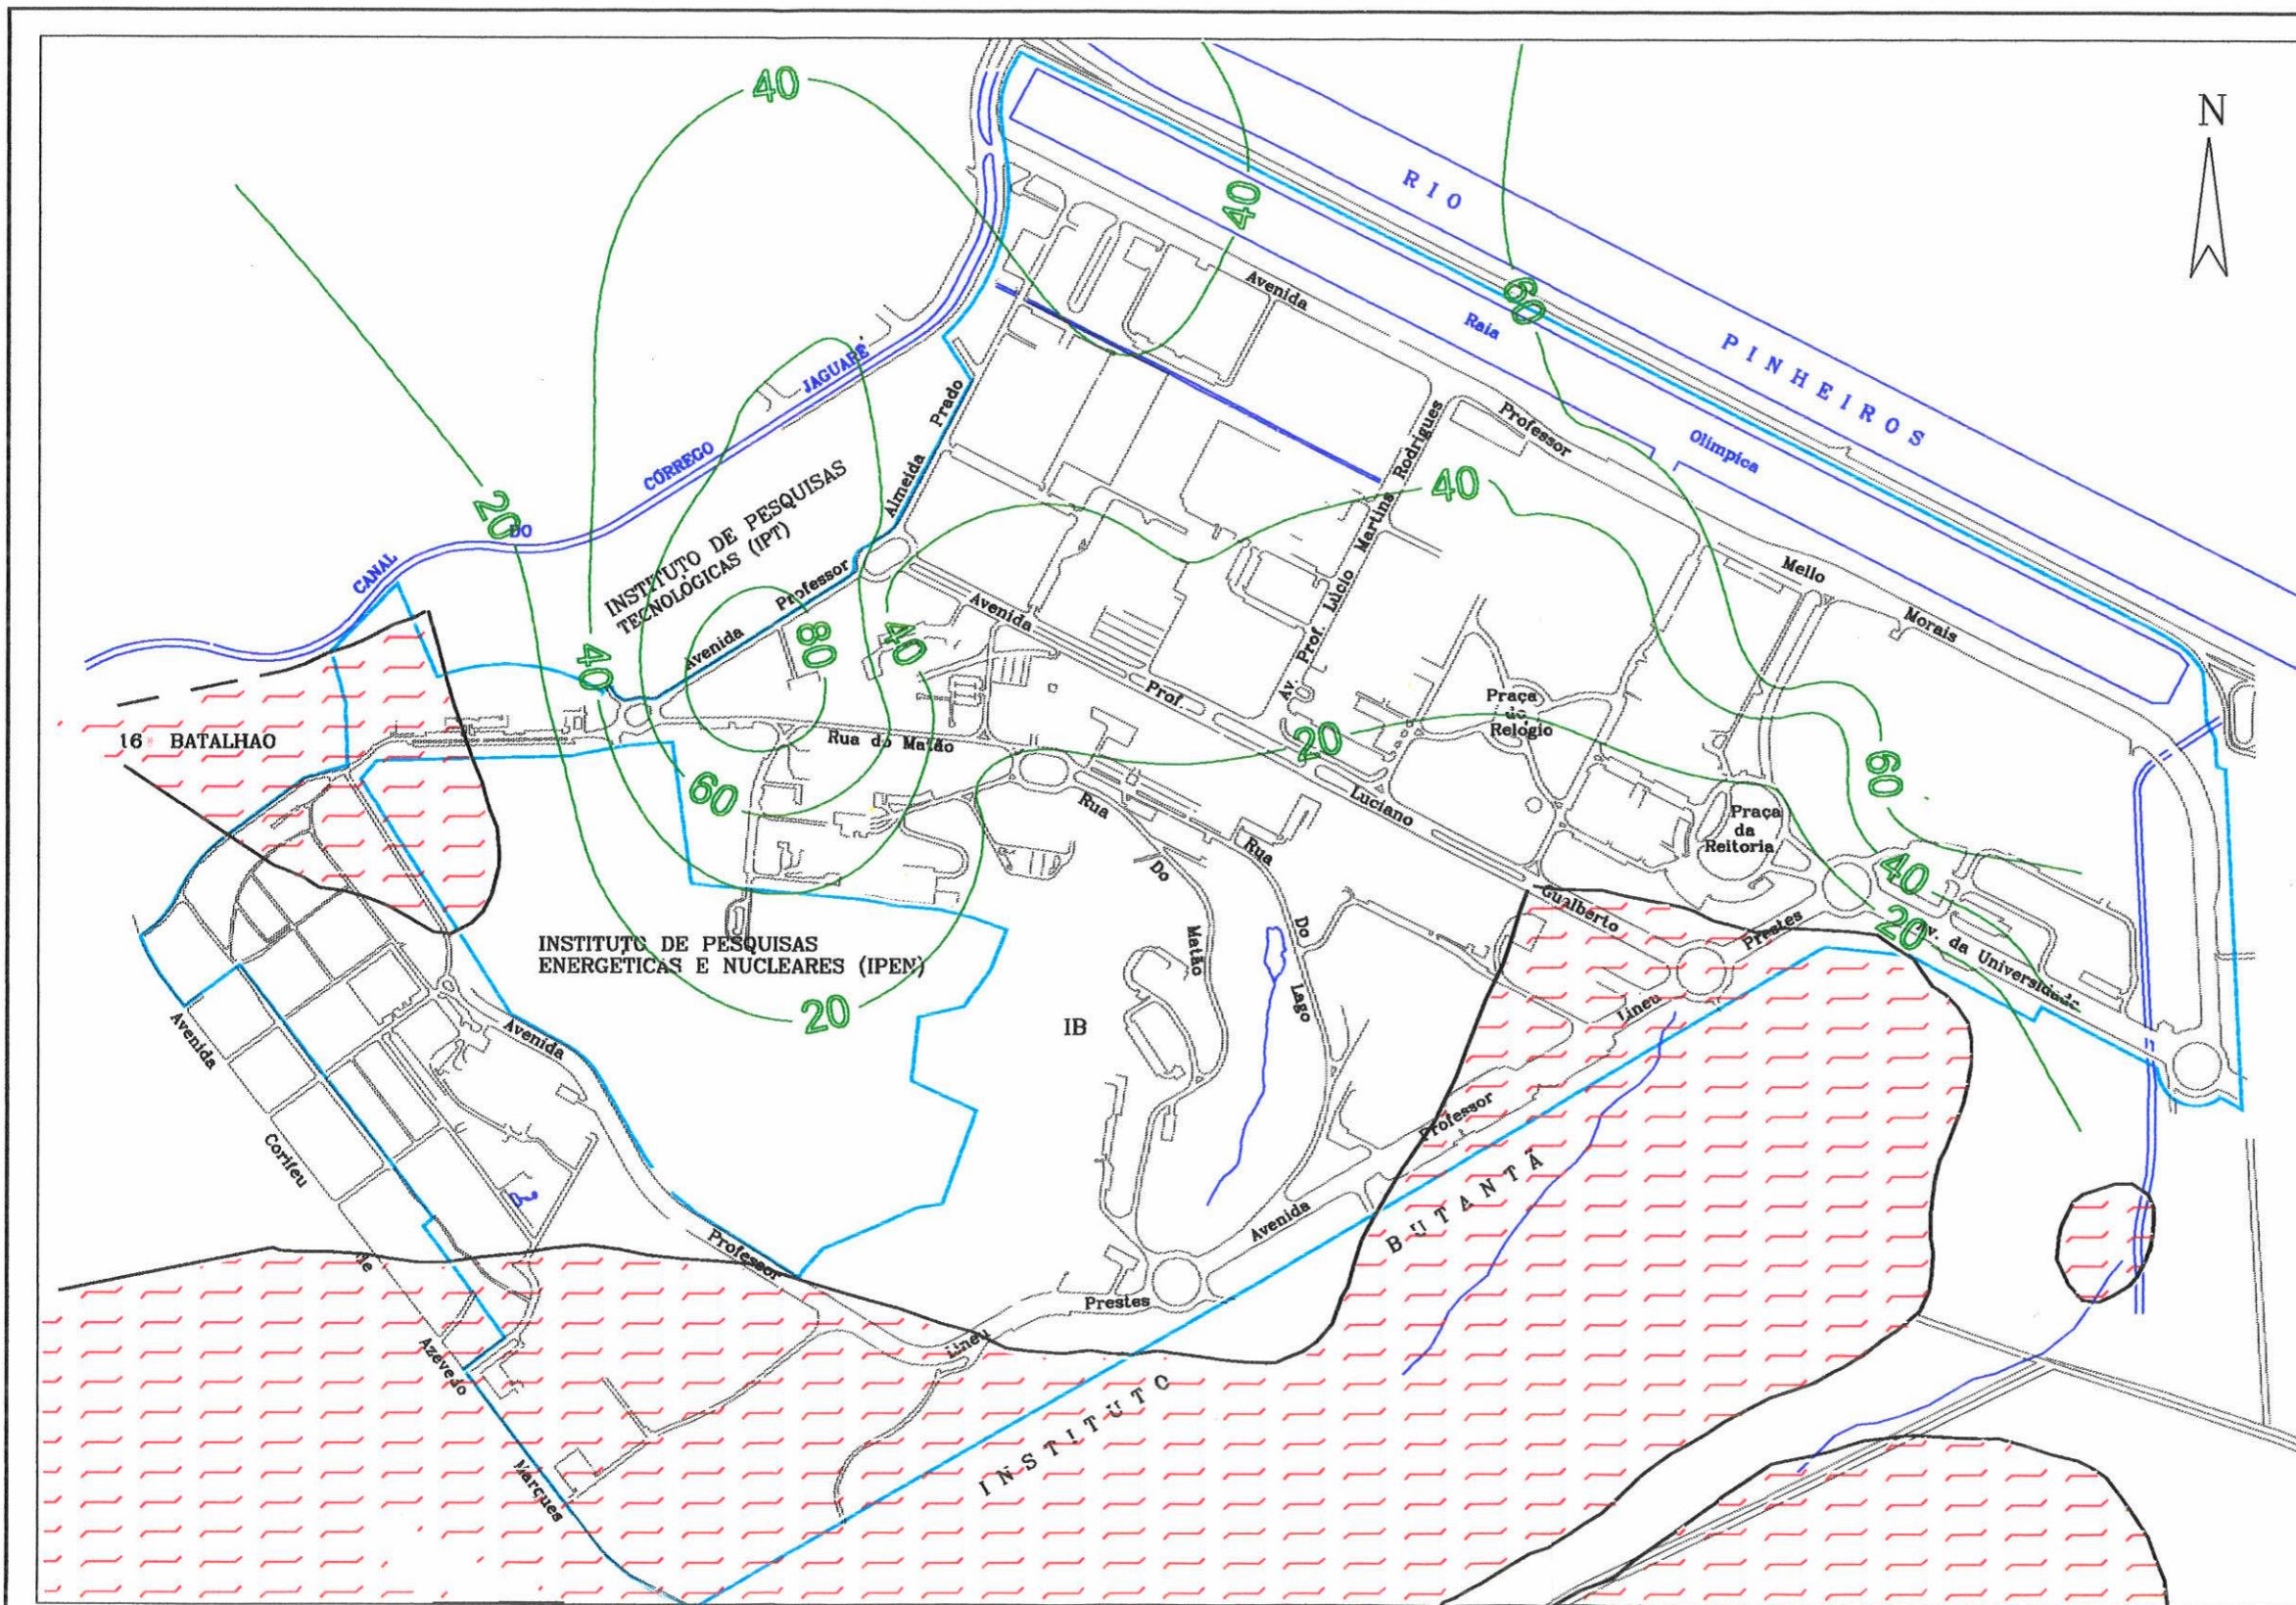 40
N
RIO
40
Avenida
60
Raia
PINHEIROS
JAGUARÉ
Prado
Professor
Olimpica
CÓRREGO
Almeida
Rodrigues
40
20
DO
INSTITUTO DE PESQUISAS
TECNOLÓGICAS (IPT)
Martins
CANAL
Professor
Lúcio
Mello
Avenida
Morais
Avenida
80
40
Prof.
40
Prof.
Av.
Praça
do
Relógio
16 BATALHAO
Rua do Matão
20
60
60
Rua
Luciano
Praça
da
Reitoria
Rua
Do
40
Gualberto
Prestes
20
Av. da Universidade
INSTITUTO DE PESQUISAS
ENERGETICAS E NUCLEARES (IPEN)
Matão
Do
Lago
20
IB
Lineu
Avenida
Avenida
Professor
Corifeu
BUTANTÃ
Avenida
de
Professor
Prestes
Lineu
Azevedo
INSTITUTO
Marques